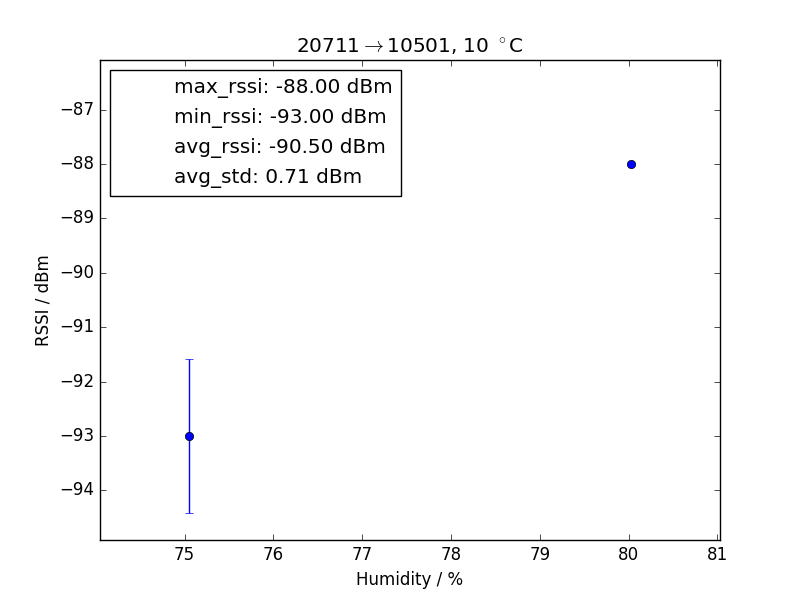 20711→10501, 10 °C
max_rssi: -88.00 dBm
min_rssi: -93.00 dBm
avg_rssi: -90.50 dBm
avg_std: 0.71 dBm
RSSI / dBm
−87
−88
−89
−90
−91
−92
−93
−94
75 76 77 78 79 80 81
Humidity / %